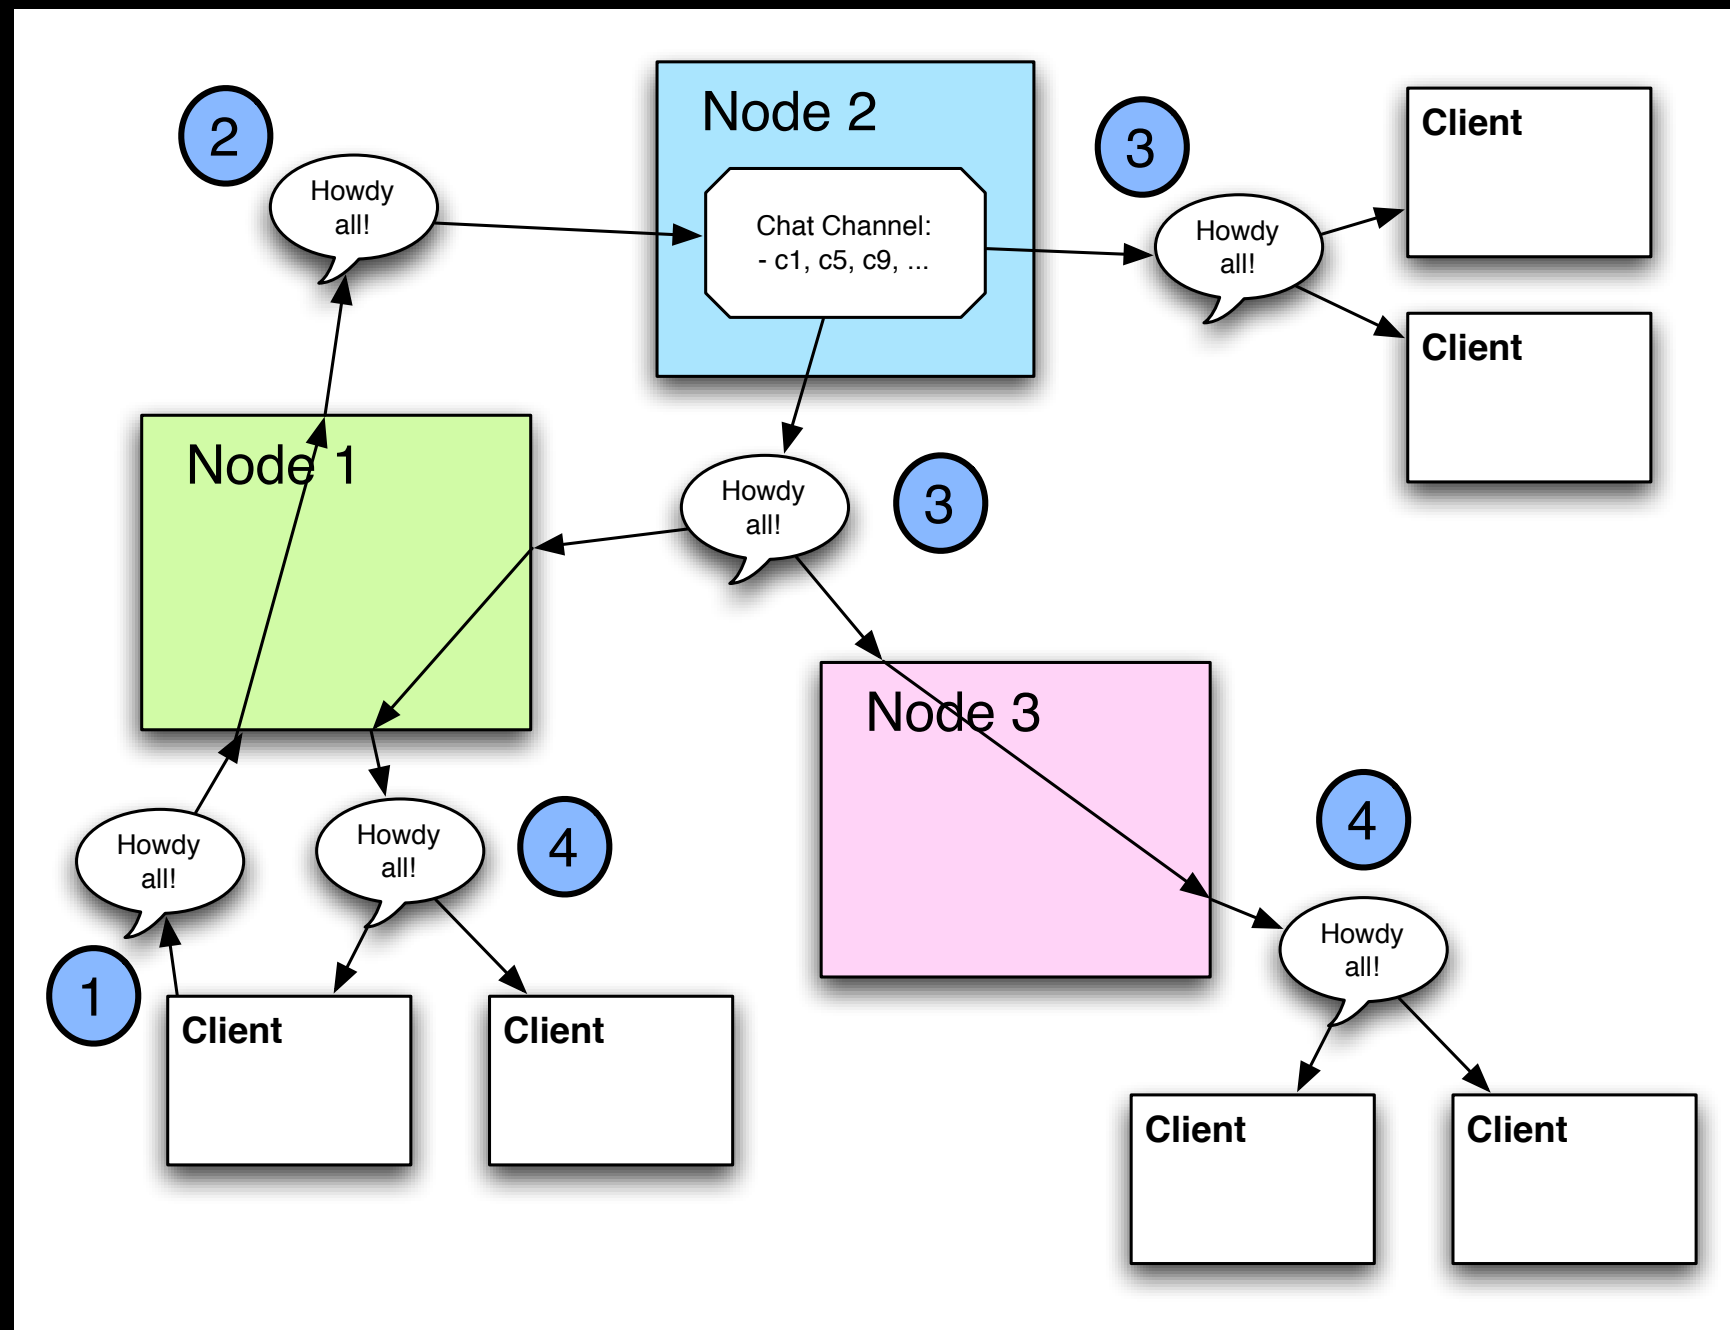 Node 2
2
Howdy
all!
Chat Channel:
- c1, c5, c9, ...
3
Howdy
all!
Client
Client
Node 1
Howdy
all!
3
Node 3
Howdy
all!
1
Howdy
all!
4
Client
Client
4
Howdy
all!
Client
Client